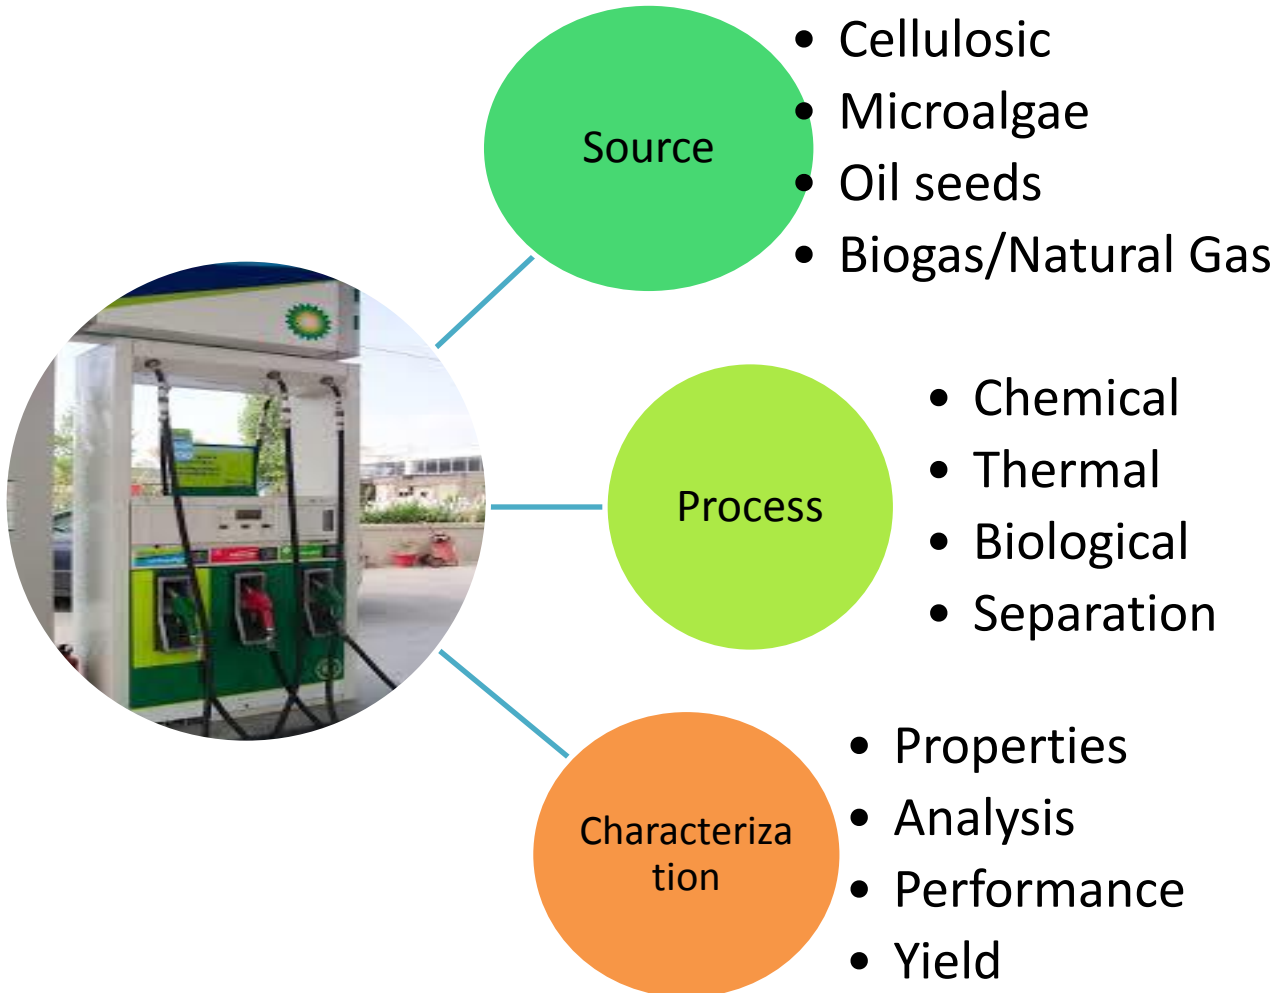 Source
• Cellulosic
• Microalgae
• Oil seeds
• Biogas/Natural Gas
Process
• Chemical
• Thermal
• Biological
• Separation
Characteriza
tion
• Properties
• Analysis
• Performance
• Yield